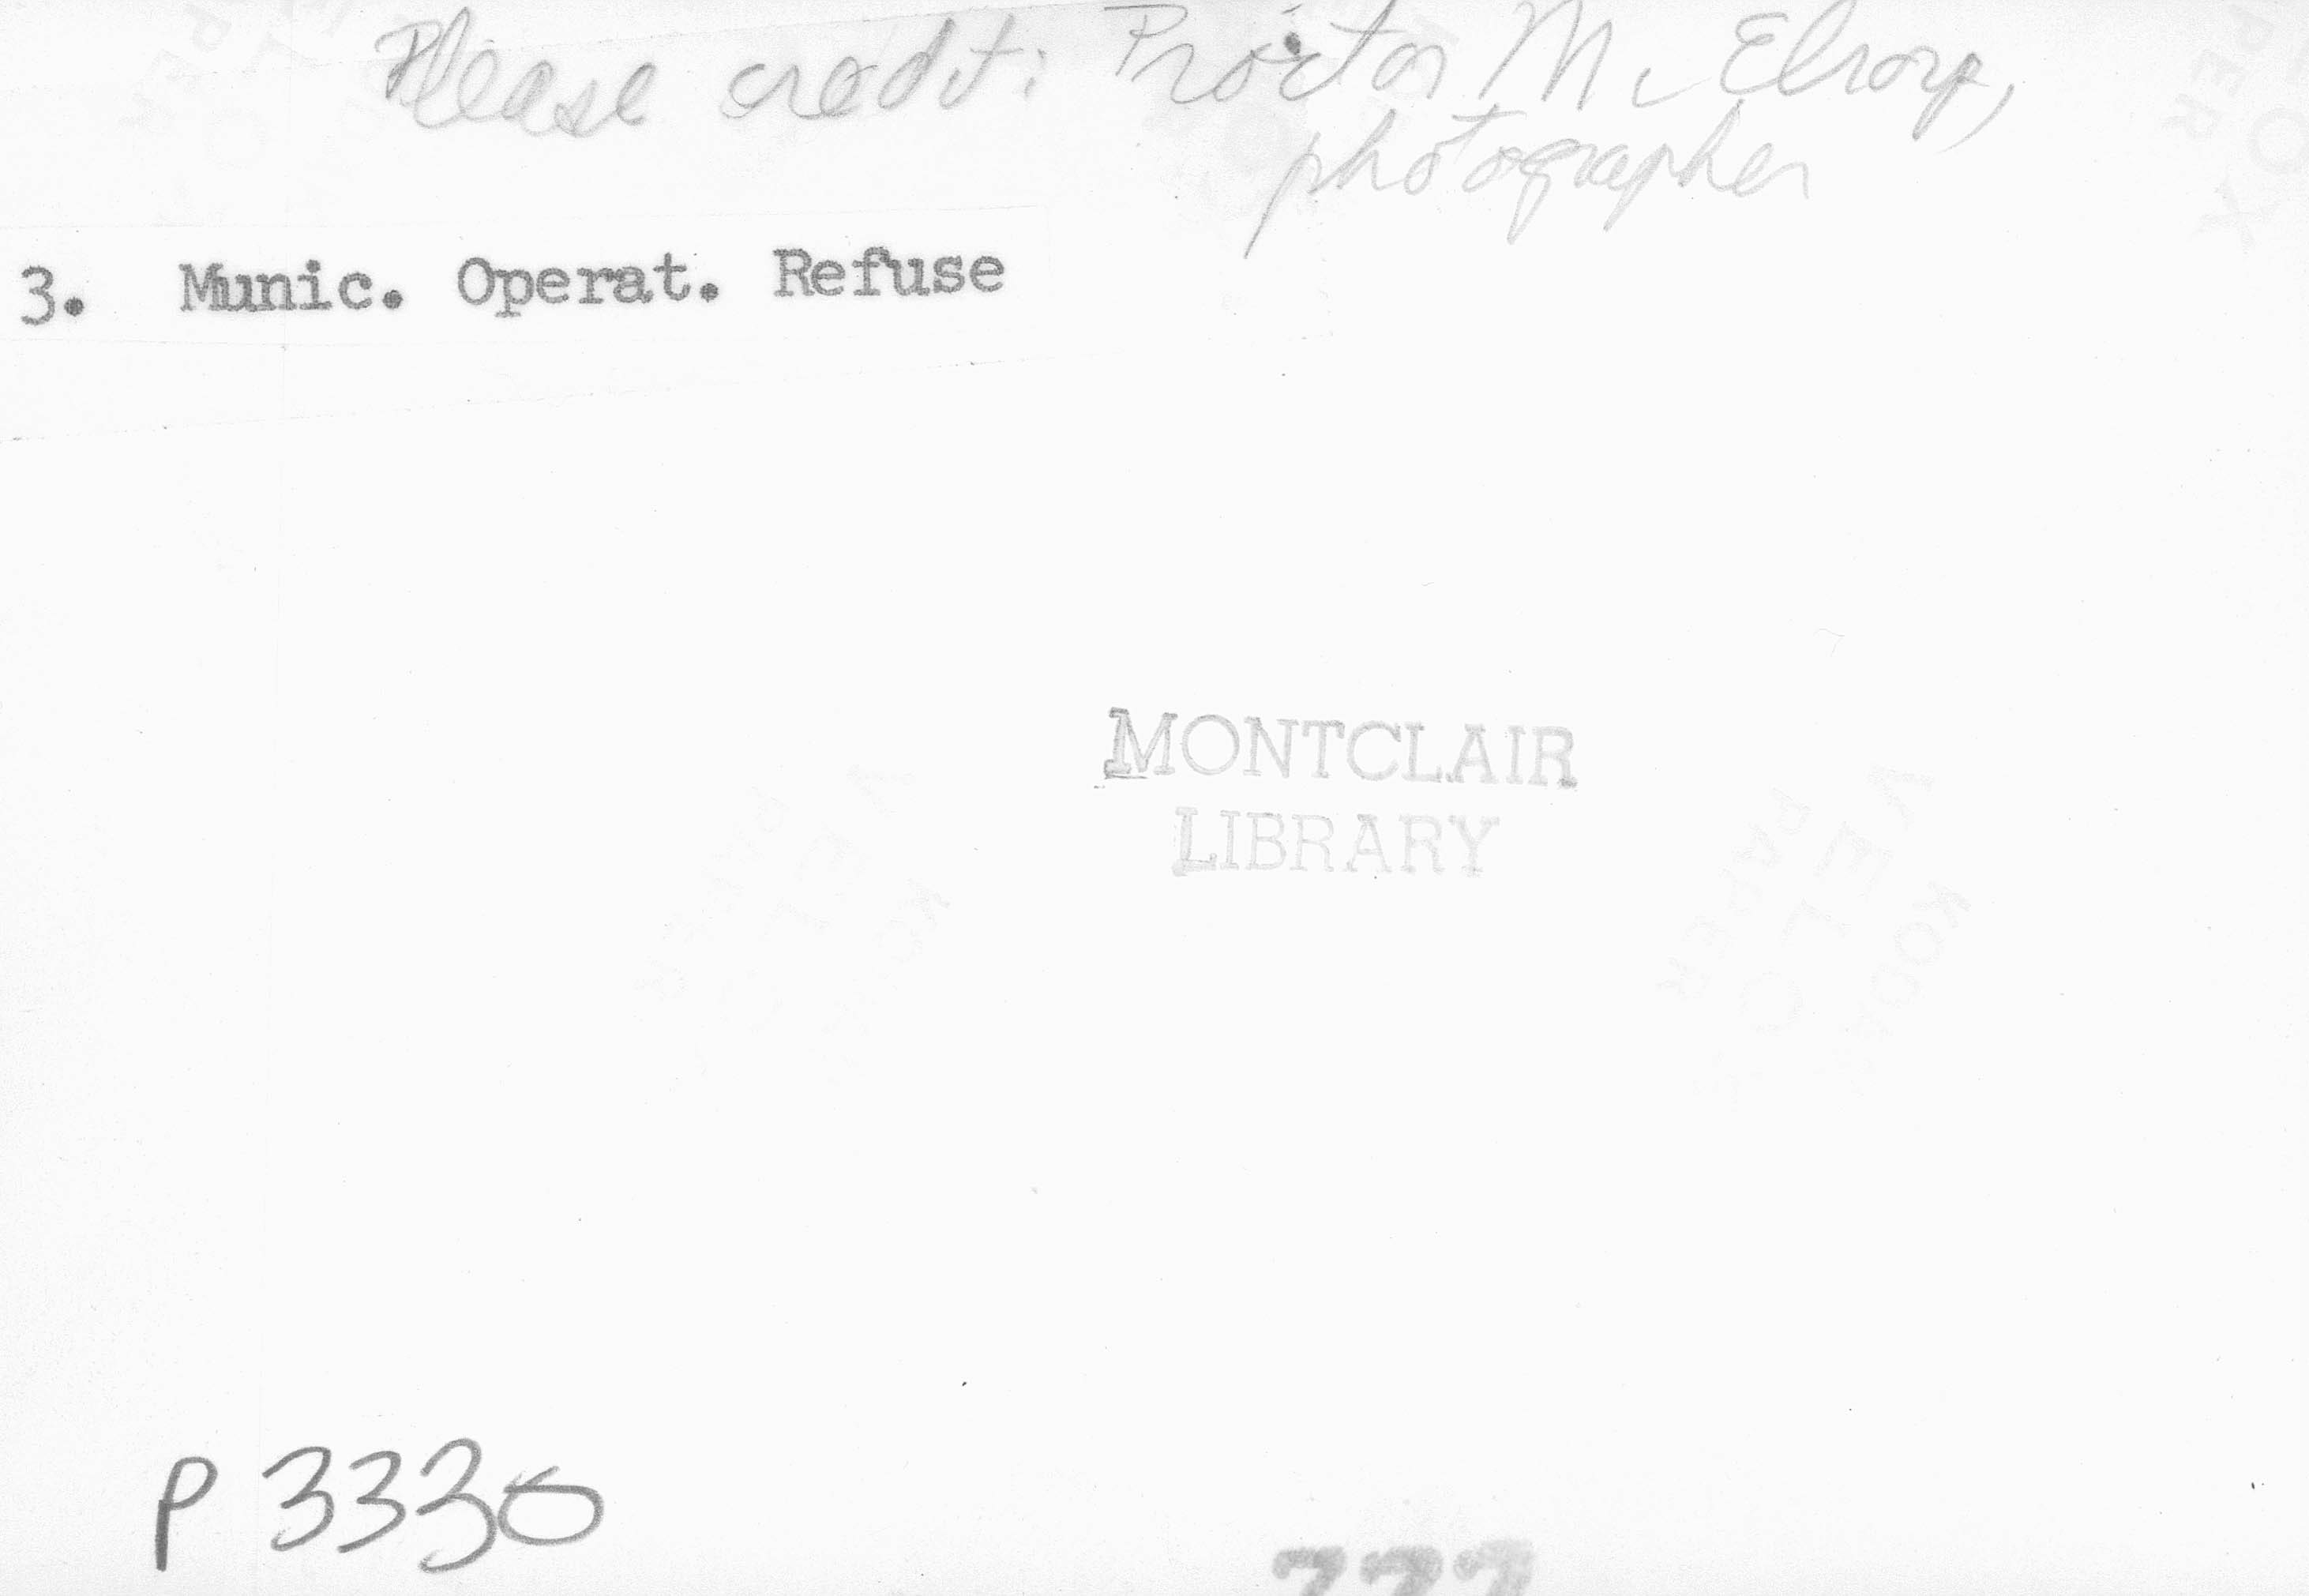 Please credit: Proctor McElroy,
photographer
3. Munic. Operat. Refuse
MONTCLAIR
LIBRARY
P 3330